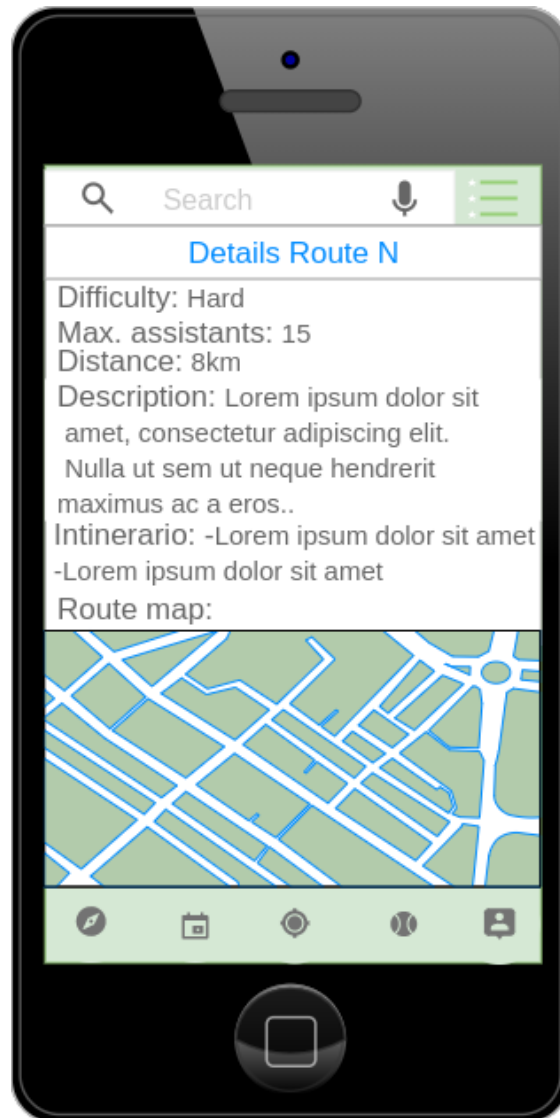 Search
Details Route N
Difficulty: Hard
Max. assistants: 15
Distance: 8km
Description: Lorem ipsum dolor sit
amet, consectetur adipiscing elit.
Nulla ut sem ut neque hendrerit
maximus ac a eros..
Intinerario: -Lorem ipsum dolor sit amet
-Lorem ipsum dolor sit amet
Route map: